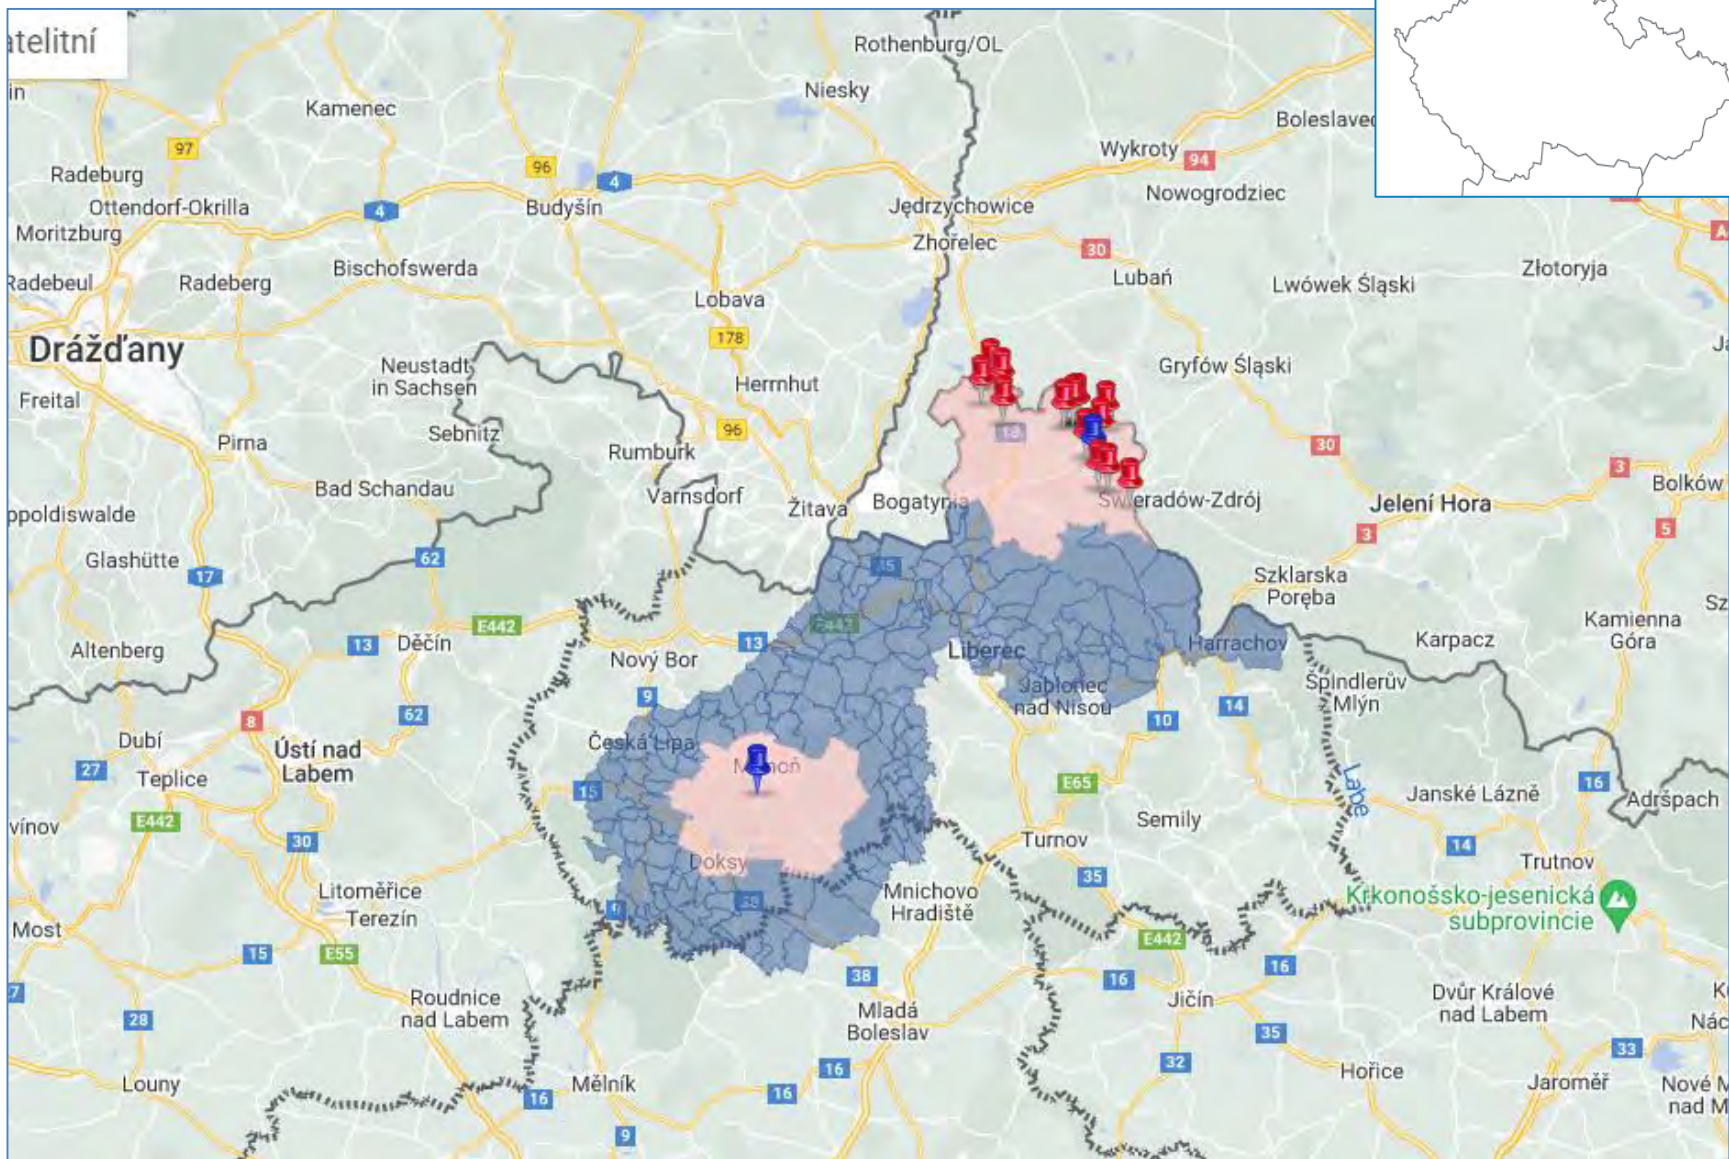 atelitní
Rothenburg/OL
Niesky
Kamenec
Boleslavec
97
96
Wykroty
94
Radeburg
4
Nowogrodziec
Ottendorf-Okrilla
4
Budyšín
Jędrzychowice
Moritzburg
Zhořelec
30
Bischofswerda
Lubań
Złotoryja
Radebeul
Radeberg
Lwówek Śląski
Lobava
178
Drážďany
Neustadt
in Sachsen
Gryfów Śląski
Herrnhut
Freital
96
Sebnitz
Pirna
Rumburk
30
3
Bad Schandau
Varnsdorf
Žitava
Bogatynia
Świeradów-Zdrój
Jelení Hora
Bolków
ppoldiswalde
3
5
Glashütte
62
17
Szklarska
Poręba
E442
13
Děčín
13
E442
Kamienna
Góra
Altenberg
Nový Bor
Liberec
Harrachov
Karpacz
9
Jablonec
nad Nisou
Špindlerův
Mlýn
8
62
10
14
Dubí
Ústí nad
Labem
Česká Lípa
27
Teplice
15
E65
Labe
16
Janské Lázně
Adršpach
E442
vínov
30
Semily
Turnov
14
Doksy
Trutnov
35
Litoměřice
Mnichovo
Hradiště
Krkonošsko-jesenická
subprovincie
Terezín
9
Most
15
E55
E442
38
16
16
Roudnice
nad Labem
Jičín
Dvůr Králové
nad Labem
28
Mladá
Boleslav
35
33
32
16
Louny
Mělník
Hořice
Jaroměř
16
16
9